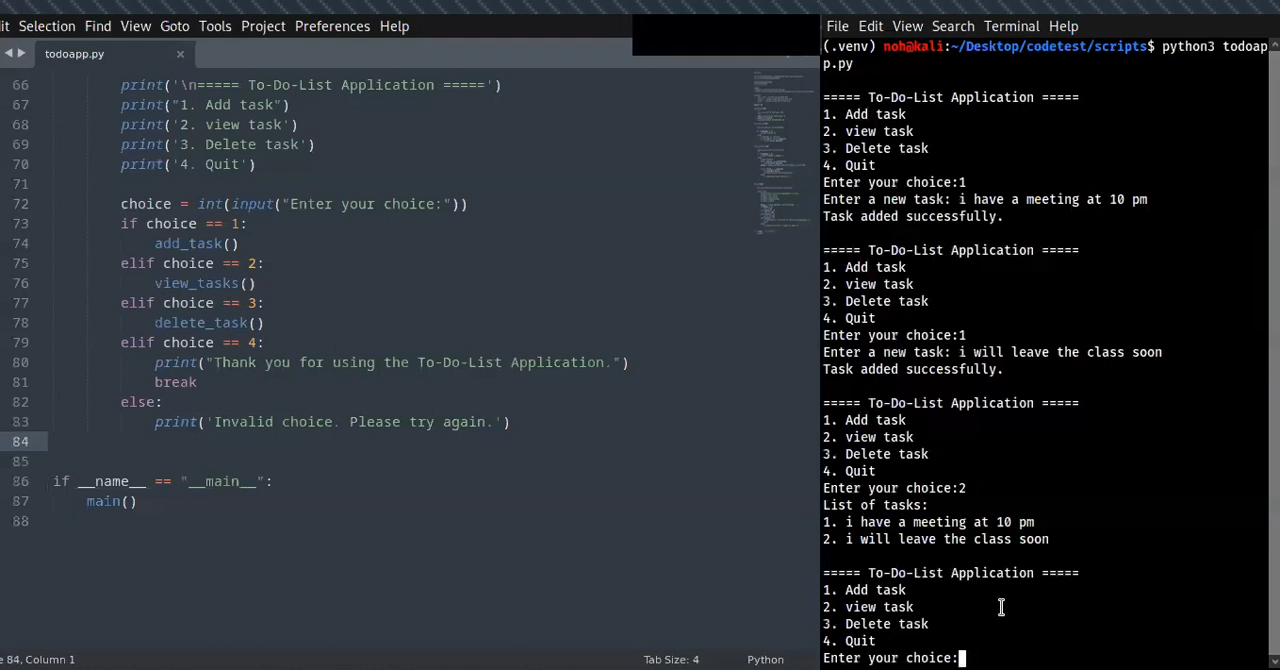 it Selection Find View Goto Tools Project Preferences Help
todoapp.py ×
66 print('\n===== To-Do-List Application =====')
67 print("1. Add task")
68 print('2. view task')
69 print('3. Delete task')
70 print('4. Quit')
71
72 choice = int(input("Enter your choice:"))
73 if choice == 1:
74 add_task()
75 elif choice == 2:
76 view_tasks()
77 elif choice == 3:
78 delete_task()
79 elif choice == 4:
80 print("Thank you for using the To-Do-List Application.")
81 break
82 else:
83 print('Invalid choice. Please try again.')
84
85
86 if __name__ == "__main__":
87 main()
88
e 84, Column 1 Tab Size: 4 Python
File Edit View Search Terminal Help
(.venv) noh@kali:~/Desktop/codetest/scripts$ python3 todoap
p.py
===== To-Do-List Application =====
1. Add task
2. view task
3. Delete task
4. Quit
Enter your choice:1
Enter a new task: i have a meeting at 10 pm
Task added successfully.
===== To-Do-List Application =====
1. Add task
2. view task
3. Delete task
4. Quit
Enter your choice:1
Enter a new task: i will leave the class soon
Task added successfully.
===== To-Do-List Application =====
1. Add task
2. view task
3. Delete task
4. Quit
Enter your choice:2
List of tasks:
1. i have a meeting at 10 pm
2. i will leave the class soon
===== To-Do-List Application =====
1. Add task
2. view task
3. Delete task
4. Quit
Enter your choice: